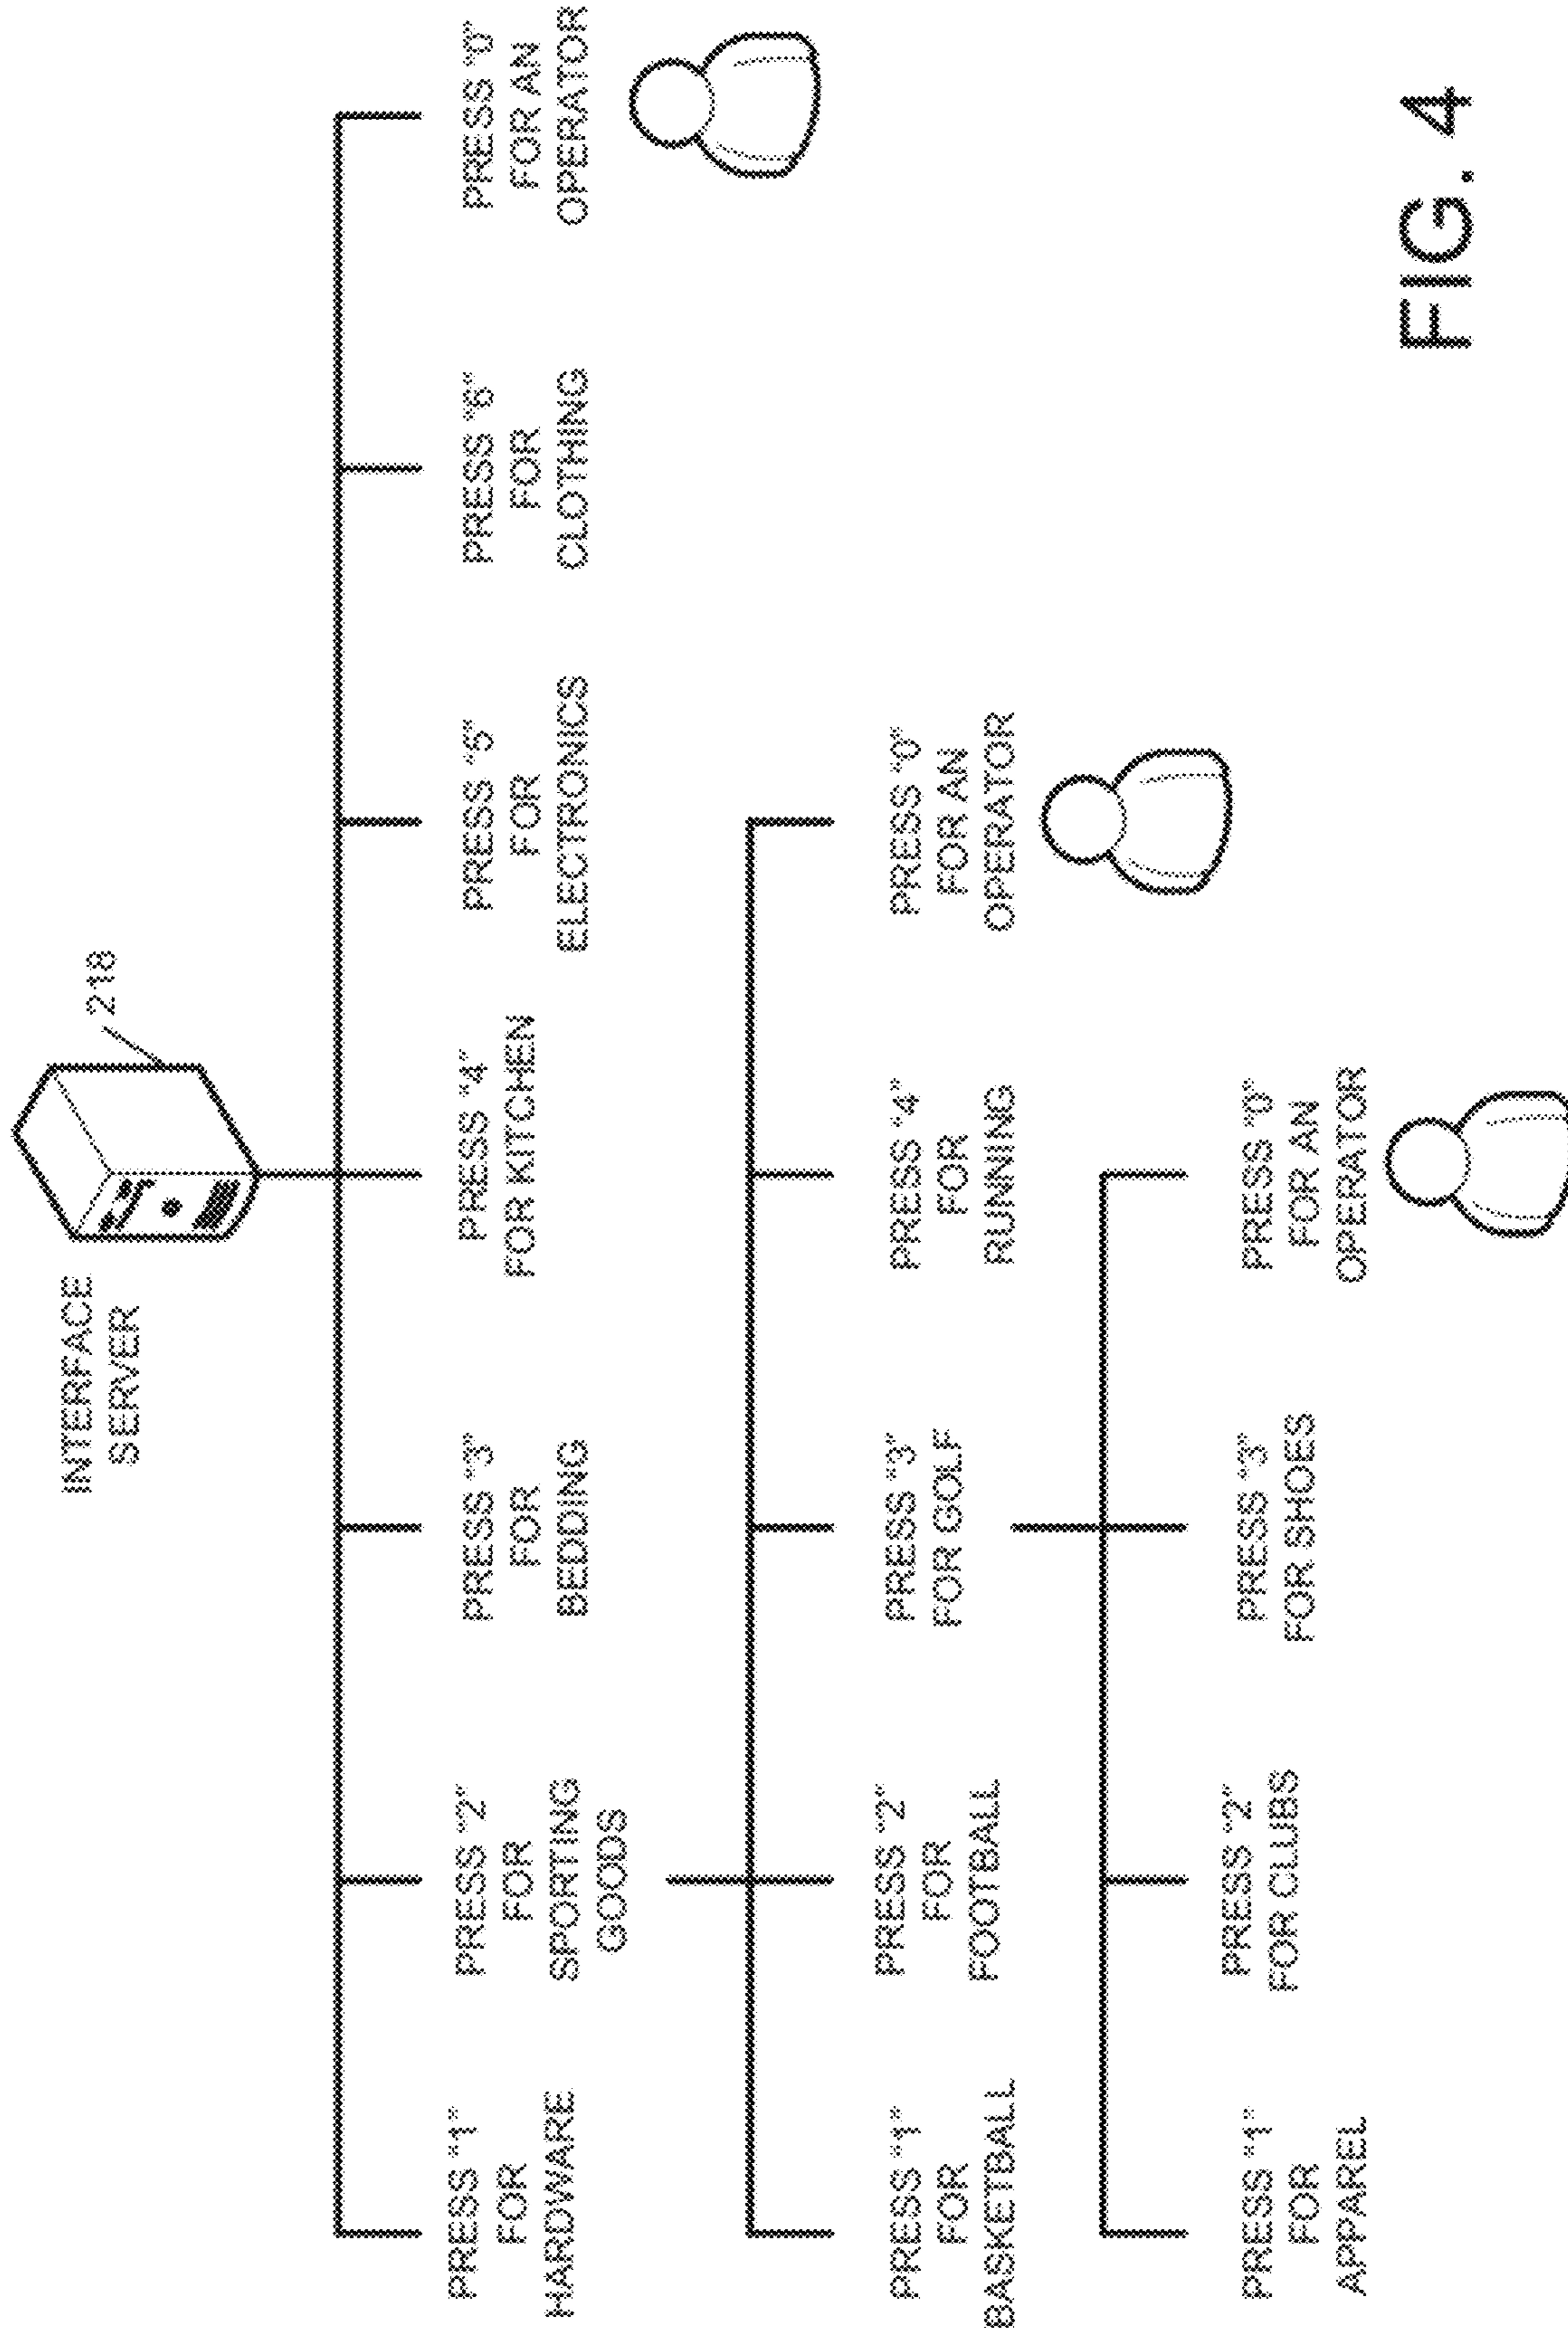 INTERFACE
SERVER
218
PRESS "1"
FOR
HARDWARE
PRESS "2"
FOR
SPORTING
GOODS
PRESS "3"
FOR
BEDDING
PRESS "4"
FOR KITCHEN
PRESS "5"
FOR
ELECTRONICS
PRESS "6"
FOR
CLOTHING
PRESS "0"
FOR AN
OPERATOR
PRESS "1"
FOR
BASKETBALL
PRESS "2"
FOR
FOOTBALL
PRESS "3"
FOR GOLF
PRESS "4"
FOR
RUNNING
PRESS "0"
FOR AN
OPERATOR
PRESS "1"
FOR
APPAREL
PRESS "2"
FOR CLUBS
PRESS "3"
FOR SHOES
PRESS "0"
FOR AN
OPERATOR
FIG. 4